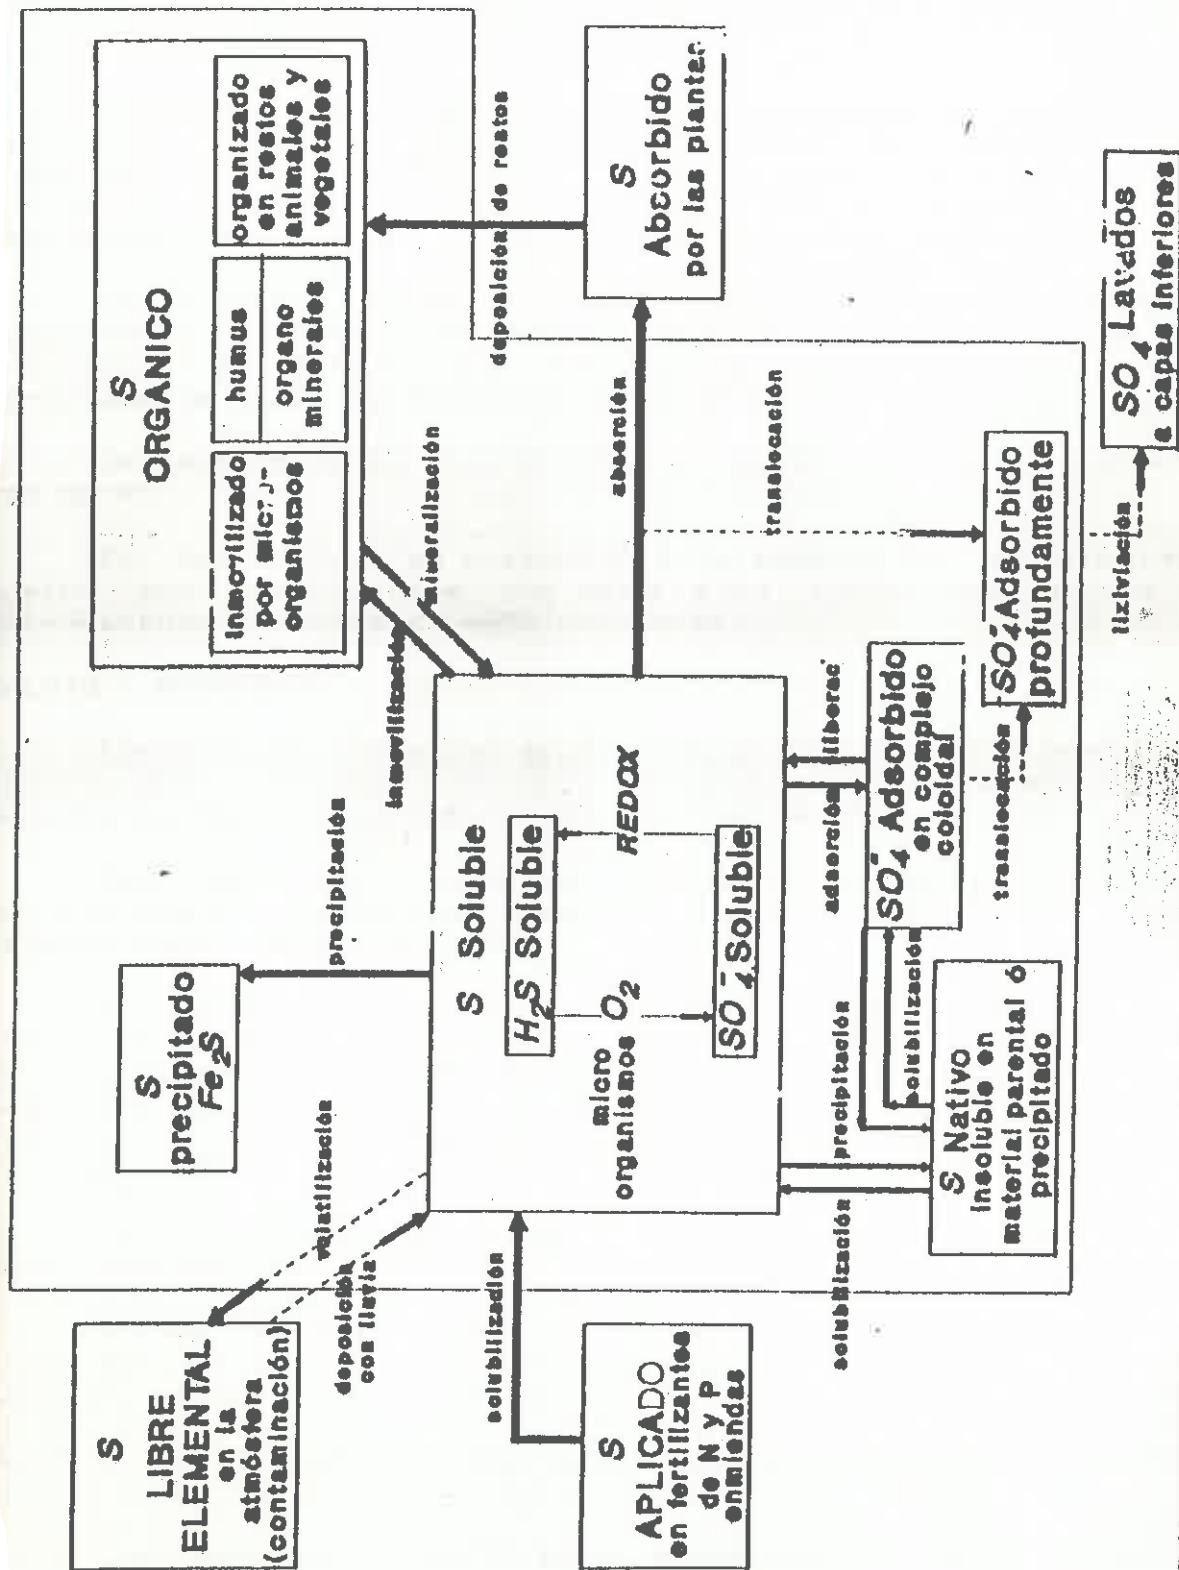 S
LIBRE
ELEMENTAL
en la
atmósfera
(contaminación)
volatilización
deposición
con lluvia
S
precipitado
Fe2S
precipitación
S
ORGANICO
inmovilizado
por micro-
organismos
humus
organo
minerales
organizado
en restos
animales y
vegetales
inmovilización
mineralización
deposición de restos
S
APLICADO
en fertilizantes
de N y P
enmiendas
solubilización
S Soluble
H2S Soluble
micro
organismos
O2
REDOX
SO4= Soluble
absorción
S
Absorbido
por las plantas
translocación
solubilización
precipitación
solubilización
adsorción
liberac
S Nativo
insoluble en
material parental ó
precipitado
SO4= Adsorbido
en complejo
coloidal
translocación
SO4= Adsorbido
profundamente
lixiviación
SO4 Lavados
a capas inferiores